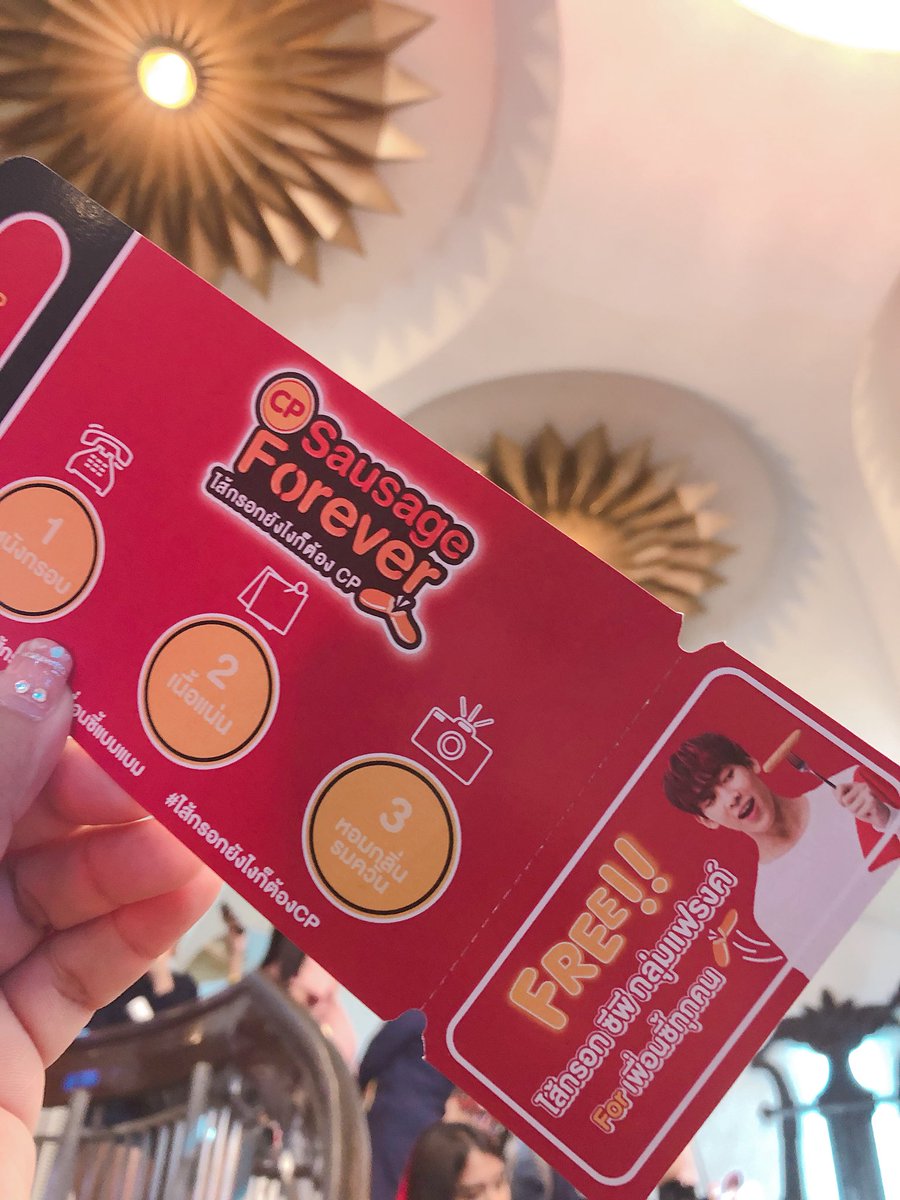 CP
Sausage
Forever
ไส้กรอกยังไงก็ต้อง CP
1
หนังกรอบ
2
เนื้อแน่น
3
หอมกลิ่น
รมควัน
#ไส้กรอกยังไงก็ต้องCP
FREE!!
ไส้กรอก ซีพี กลุ่มแฟรงค์
For เพื่อนซี้ทุกคน